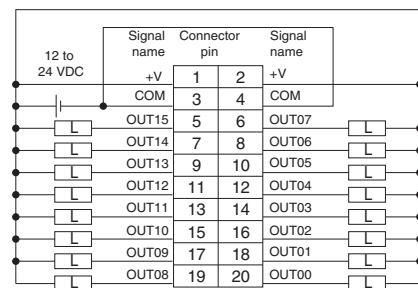 Signal name Connector pin Signal name
12 to 24 VDC
+V 1 2 +V
COM 3 4 COM
L OUT15 5 6 OUT07 L
L OUT14 7 8 OUT06 L
L OUT13 9 10 OUT05 L
L OUT12 11 12 OUT04 L
L OUT11 13 14 OUT03 L
L OUT10 15 16 OUT02 L
L OUT09 17 18 OUT01 L
L OUT08 19 20 OUT00 L